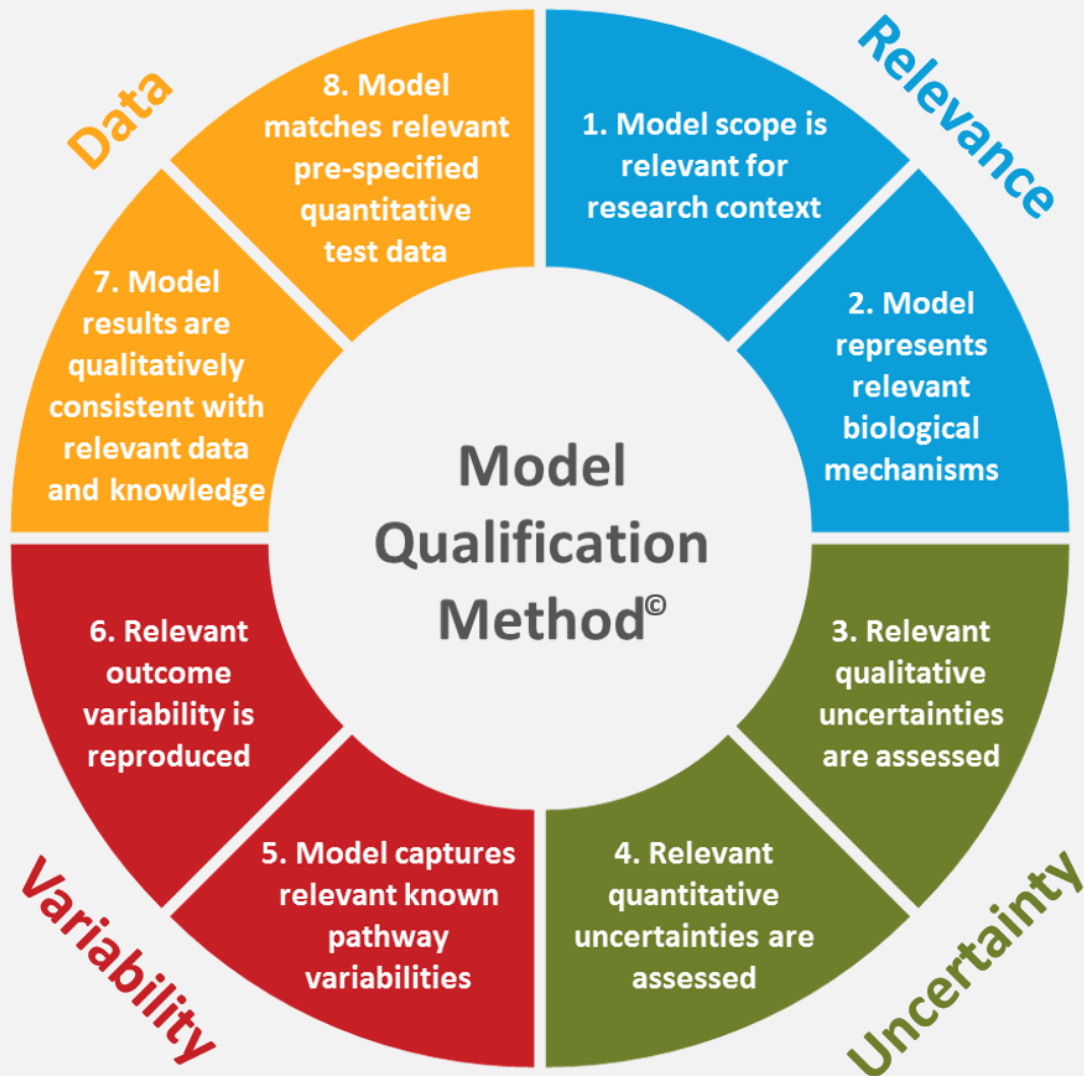 Model
Qualification
Method©
Relevance
1. Model scope is
relevant for
research context
2. Model
represents
relevant
biological
mechanisms
Uncertainty
3. Relevant
qualitative
uncertainties
are assessed
4. Relevant
quantitative
uncertainties are
assessed
Variability
5. Model captures
relevant known
pathway
variabilities
6. Relevant
outcome
variability is
reproduced
Data
7. Model
results are
qualitatively
consistent with
relevant data
and knowledge
8. Model
matches relevant
pre-specified
quantitative
test data